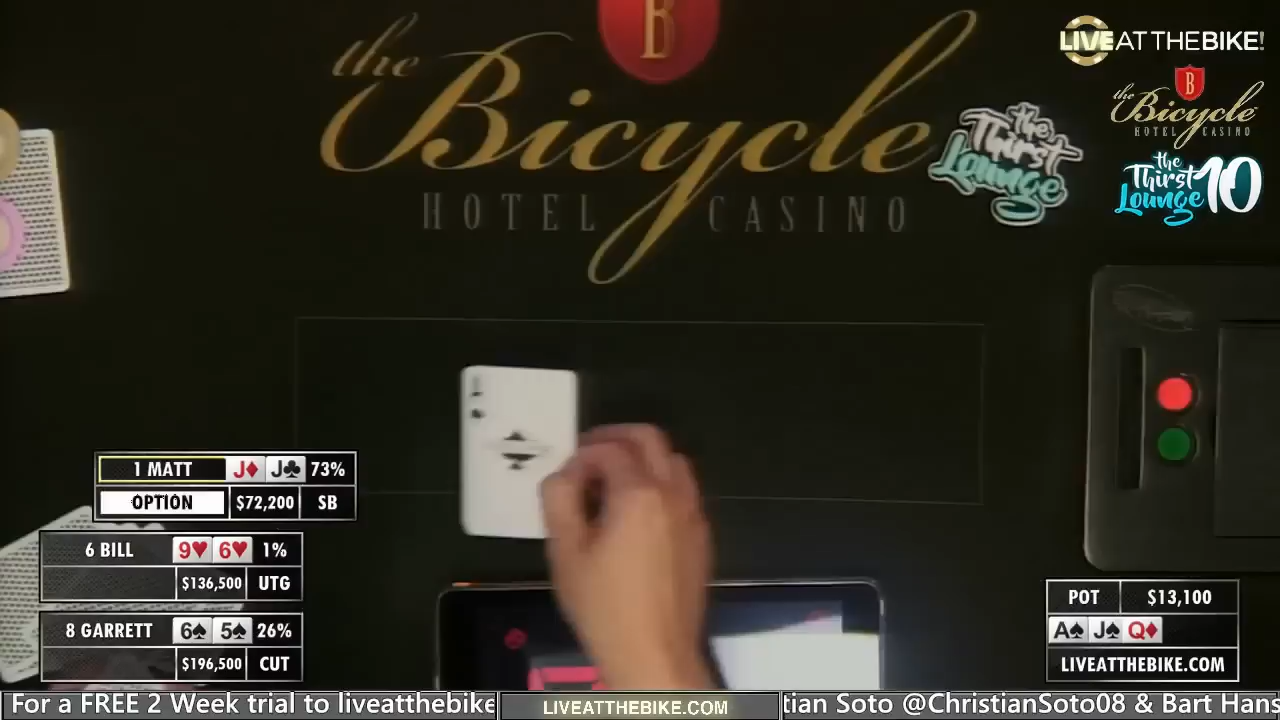 B
the
Bicycle
HOTEL CASINO
the
Thirst
Lounge
LIVEATTHEBIKE!
B
the
Bicycle
HOTEL CASINO
the
Thirst
Lounge 10
1 MATT J♦ J♣ 73%
OPTION $72,200 SB
6 BILL 9♥ 6♥ 1%
$136,500 UTG
8 GARRETT 6♠ 5♠ 26%
$196,500 CUT
POT $13,100
A♠ J♠ Q♦
LIVEATTHEBIKE.COM
For a FREE 2 Week trial to liveatthebike
LIVEATTHEBIKE.COM
tian Soto @ChristianSoto08 & Bart Hans